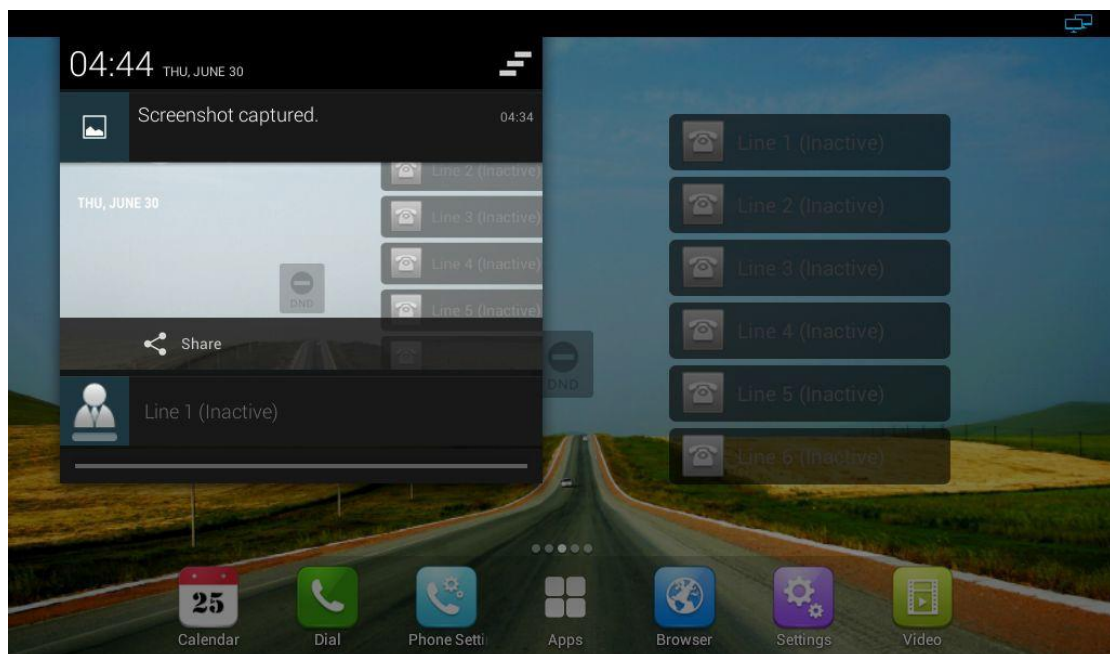 04:44 THU, JUNE 30
Screenshot captured.
04:34
THU, JUNE 30
Line 2 (Inactive)
Line 3 (Inactive)
Line 4 (Inactive)
Line 5 (Inactive)
DND
Share
Line 1 (Inactive)
DND
Line 1 (Inactive)
Line 2 (Inactive)
Line 3 (Inactive)
Line 4 (Inactive)
Line 5 (Inactive)
Line 6 (Inactive)
25
Calendar
Dial
Phone Setti
Apps
Browser
Settings
Video